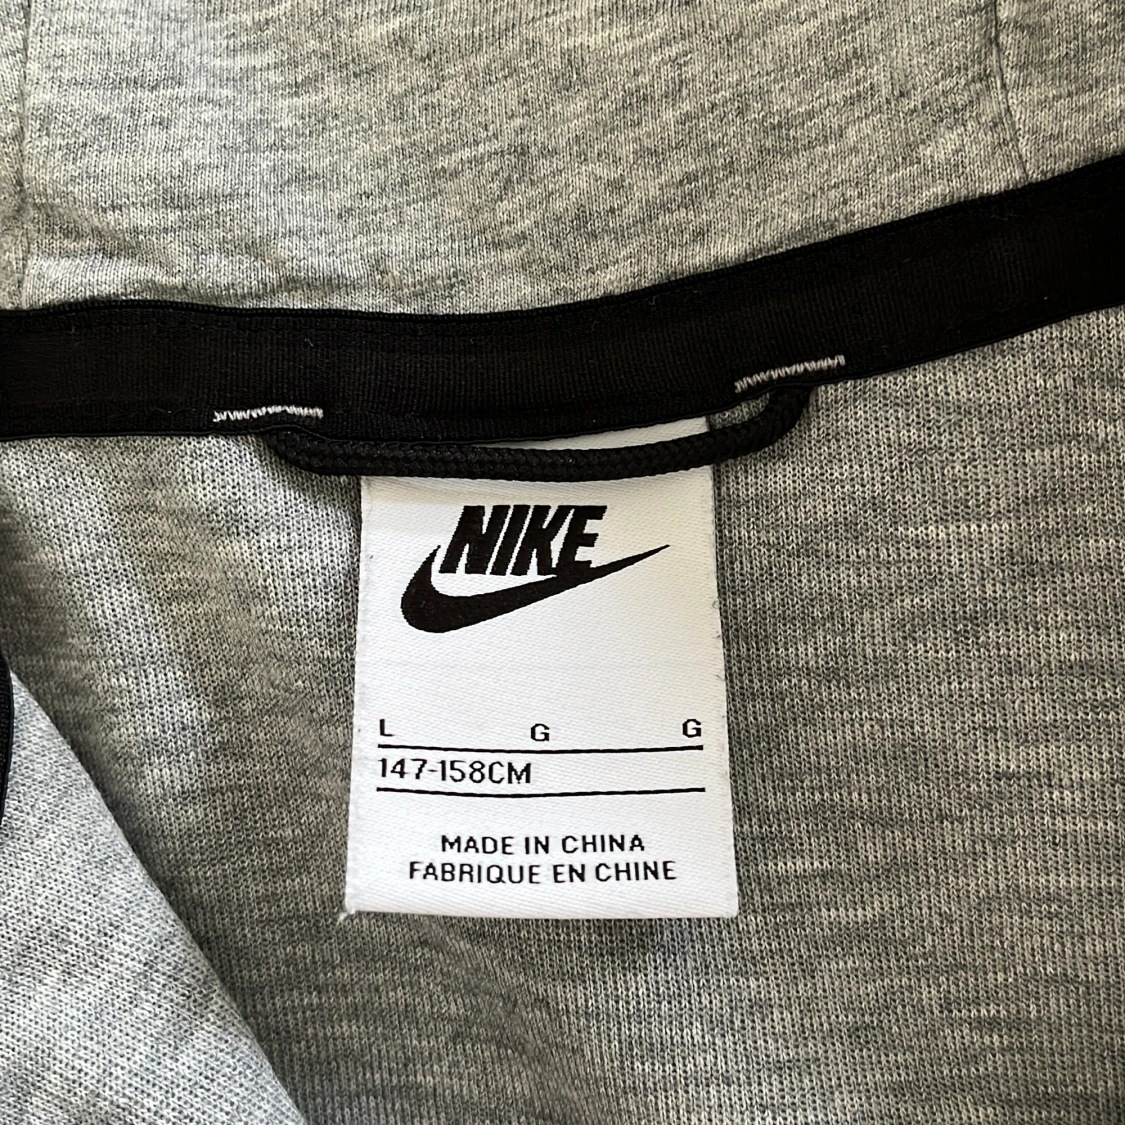 NIKE
L G G
147-158CM
MADE IN CHINA
FABRIQUE EN CHINE